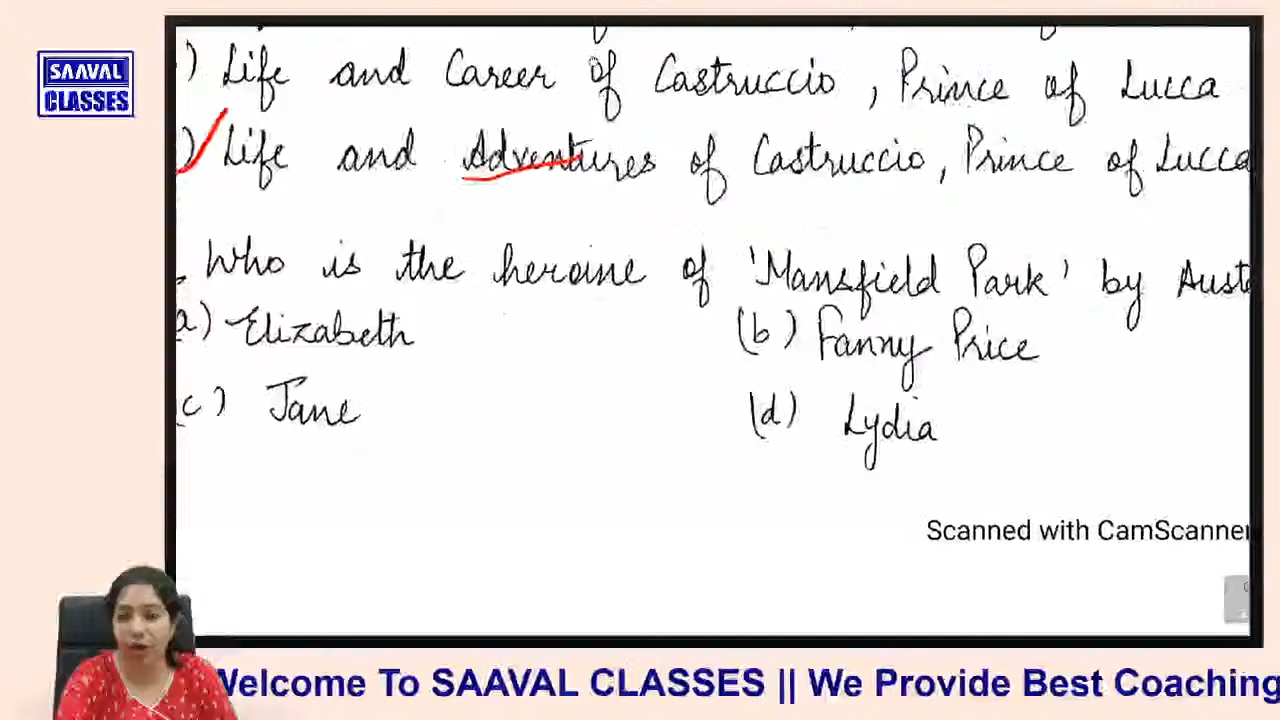 SAAVAL
CLASSES
) Life and Career of Castruccio, Prince of Lucca
) Life and Adventures of Castruccio, Prince of Lucca
Who is the heroine of 'Mansfield Park' by Auste
a) Elizabeth (b) Fanny Price
c) Jane (d) Lydia
Scanned with CamScanner
Welcome To SAAVAL CLASSES || We Provide Best Coaching